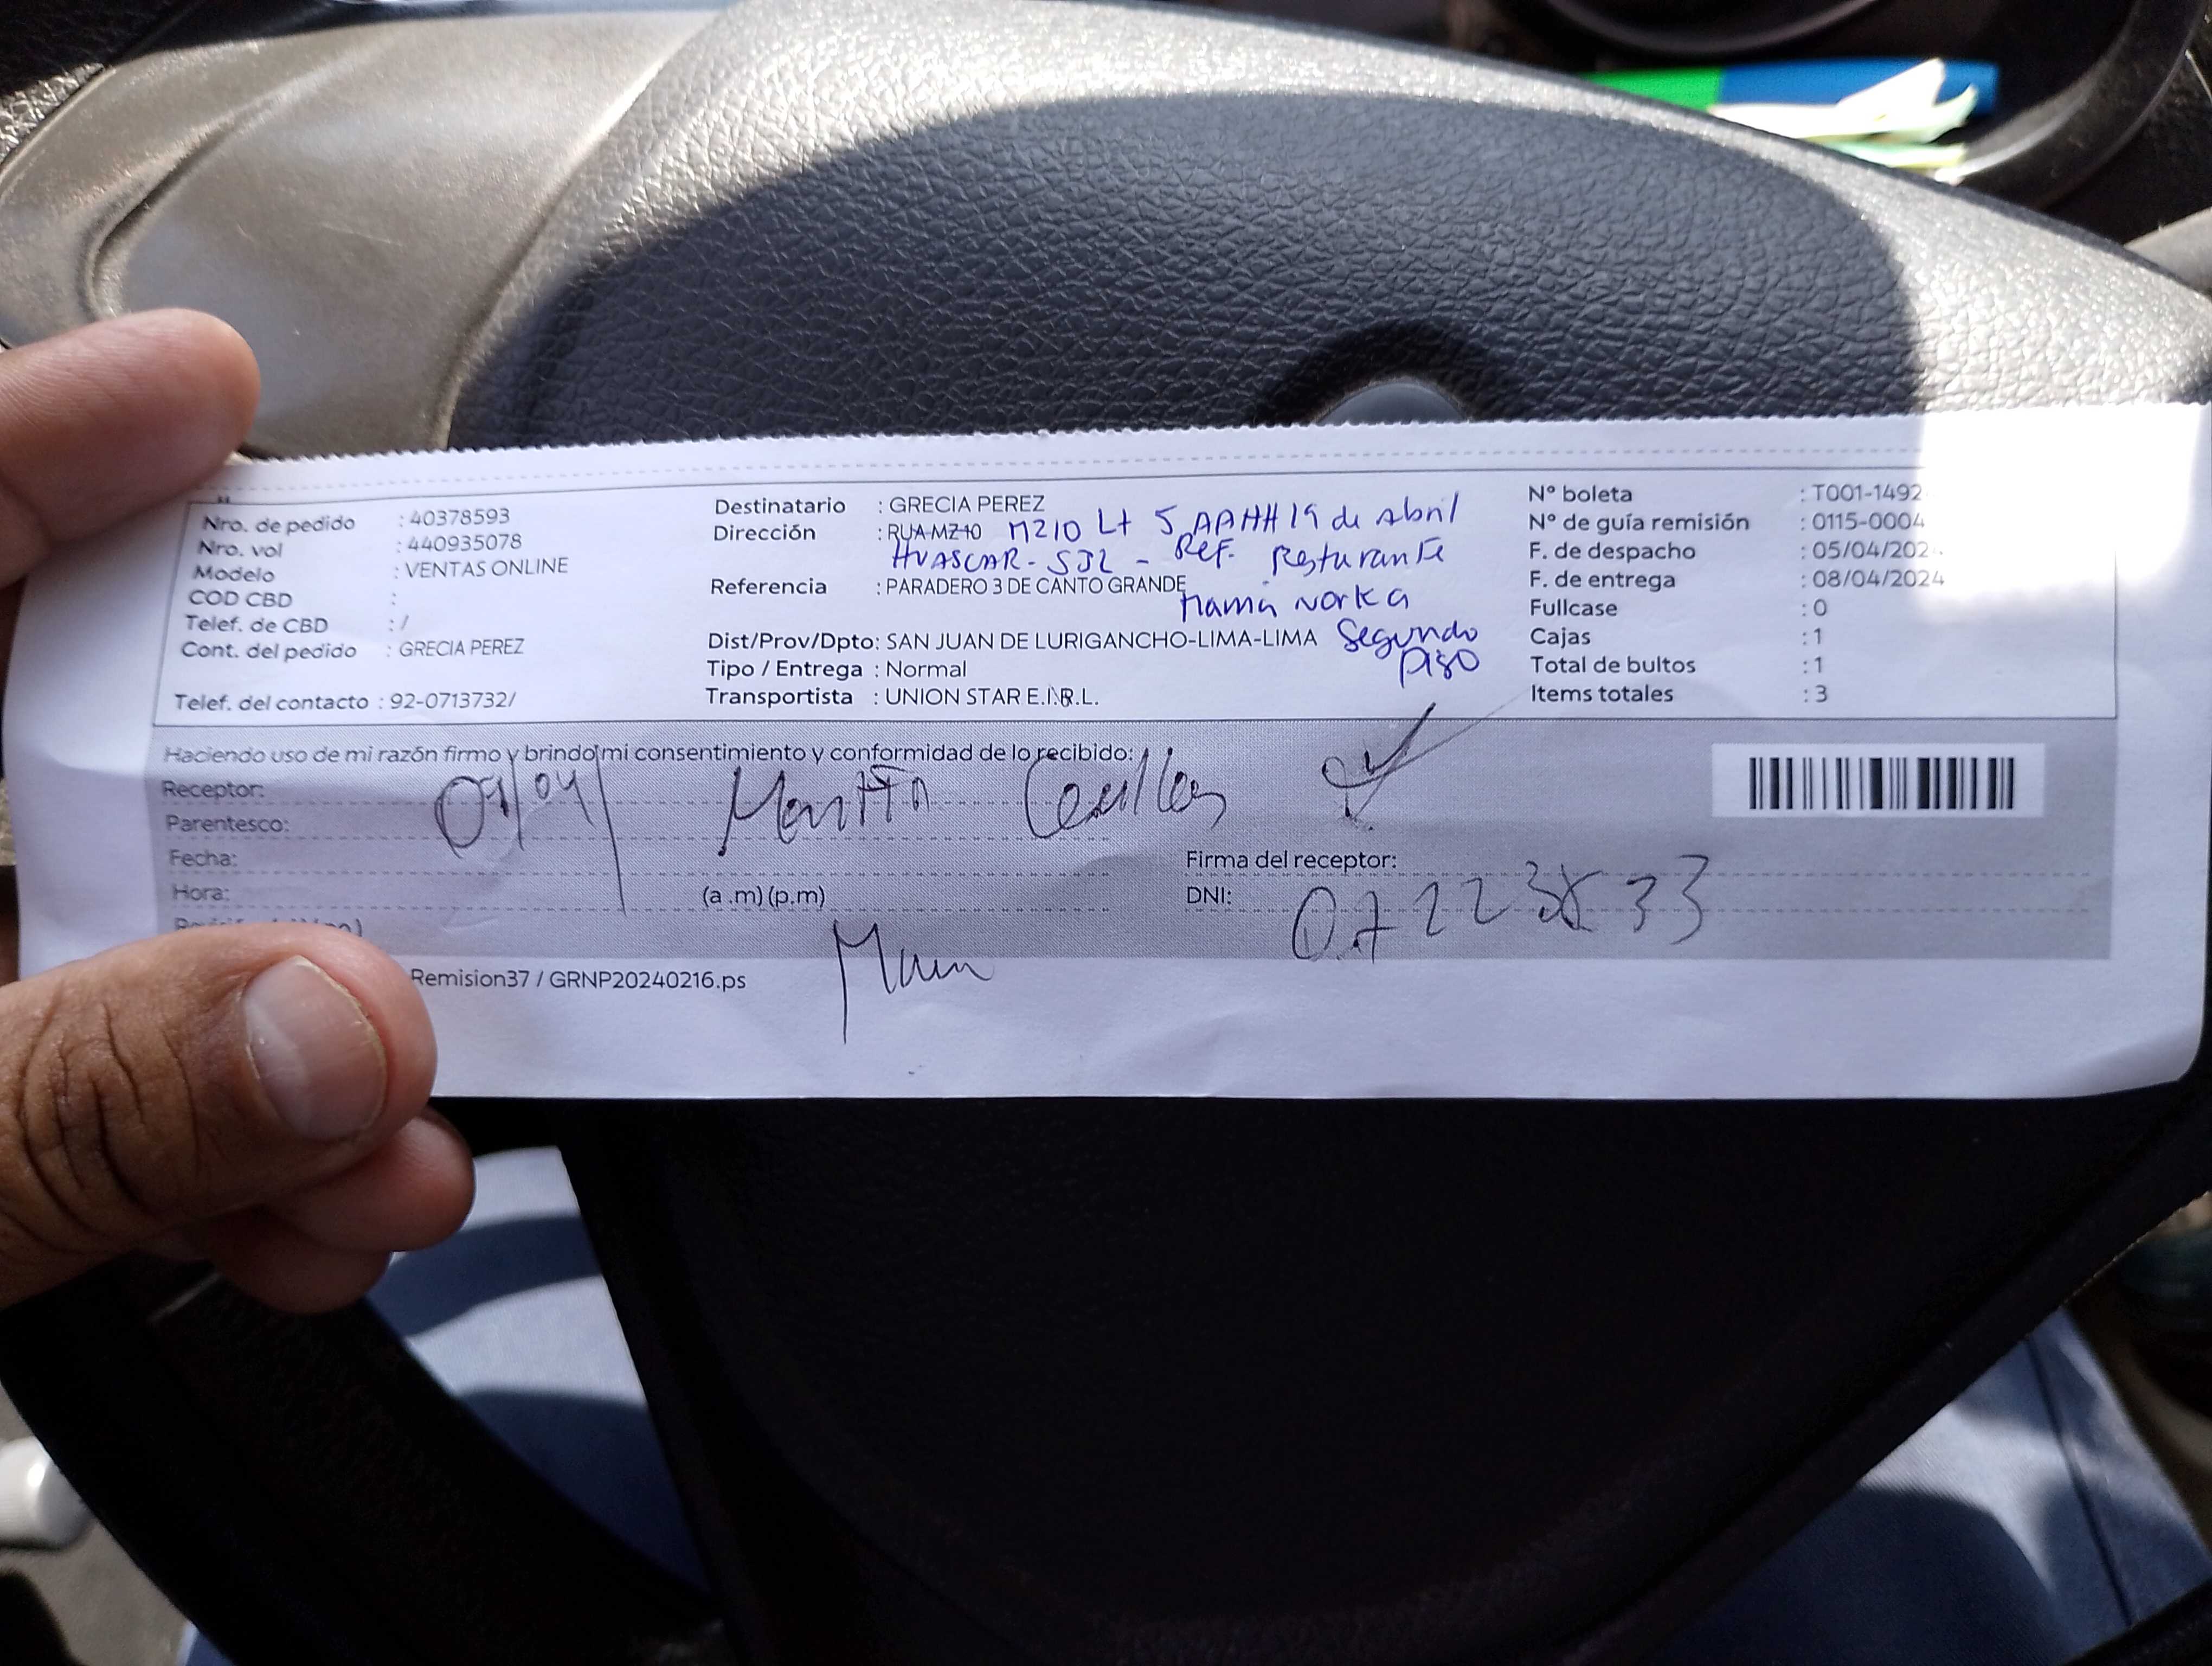 Nro. de pedido : 40378593
Nro. vol : 440935078
Modelo : VENTAS ONLINE
COD CBD :
Telef. de CBD : /
Cont. del pedido : GRECIA PEREZ
Telef. del contacto : 92-0713732/
Destinatario : GRECIA PEREZ
Dirección : RUA MZ 10 MZ10 Lt 5 AAHH 19 de Abril
HUASCAR - SJL - Ref. Resturante
Referencia : PARADERO 3 DE CANTO GRANDE
Mamá Norka
Dist/Prov/Dpto: SAN JUAN DE LURIGANCHO-LIMA-LIMA Segundo
Piso
Tipo / Entrega : Normal
Transportista : UNION STAR E.I.R.L.
N° boleta : T001-1492
N° de guía remisión : 0115-0004
F. de despacho : 05/04/202
F. de entrega : 08/04/2024
Fullcase : 0
Cajas : 1
Total de bultos : 1
Items totales : 3
Haciendo uso de mi razón firmo y brindo mi consentimiento y conformidad de lo recibido:
Receptor:
Parentesco:
Fecha:
Hora: (a .m) (p.m)
Firma del receptor:
DNI:
Remision37 / GRNP20240216.ps